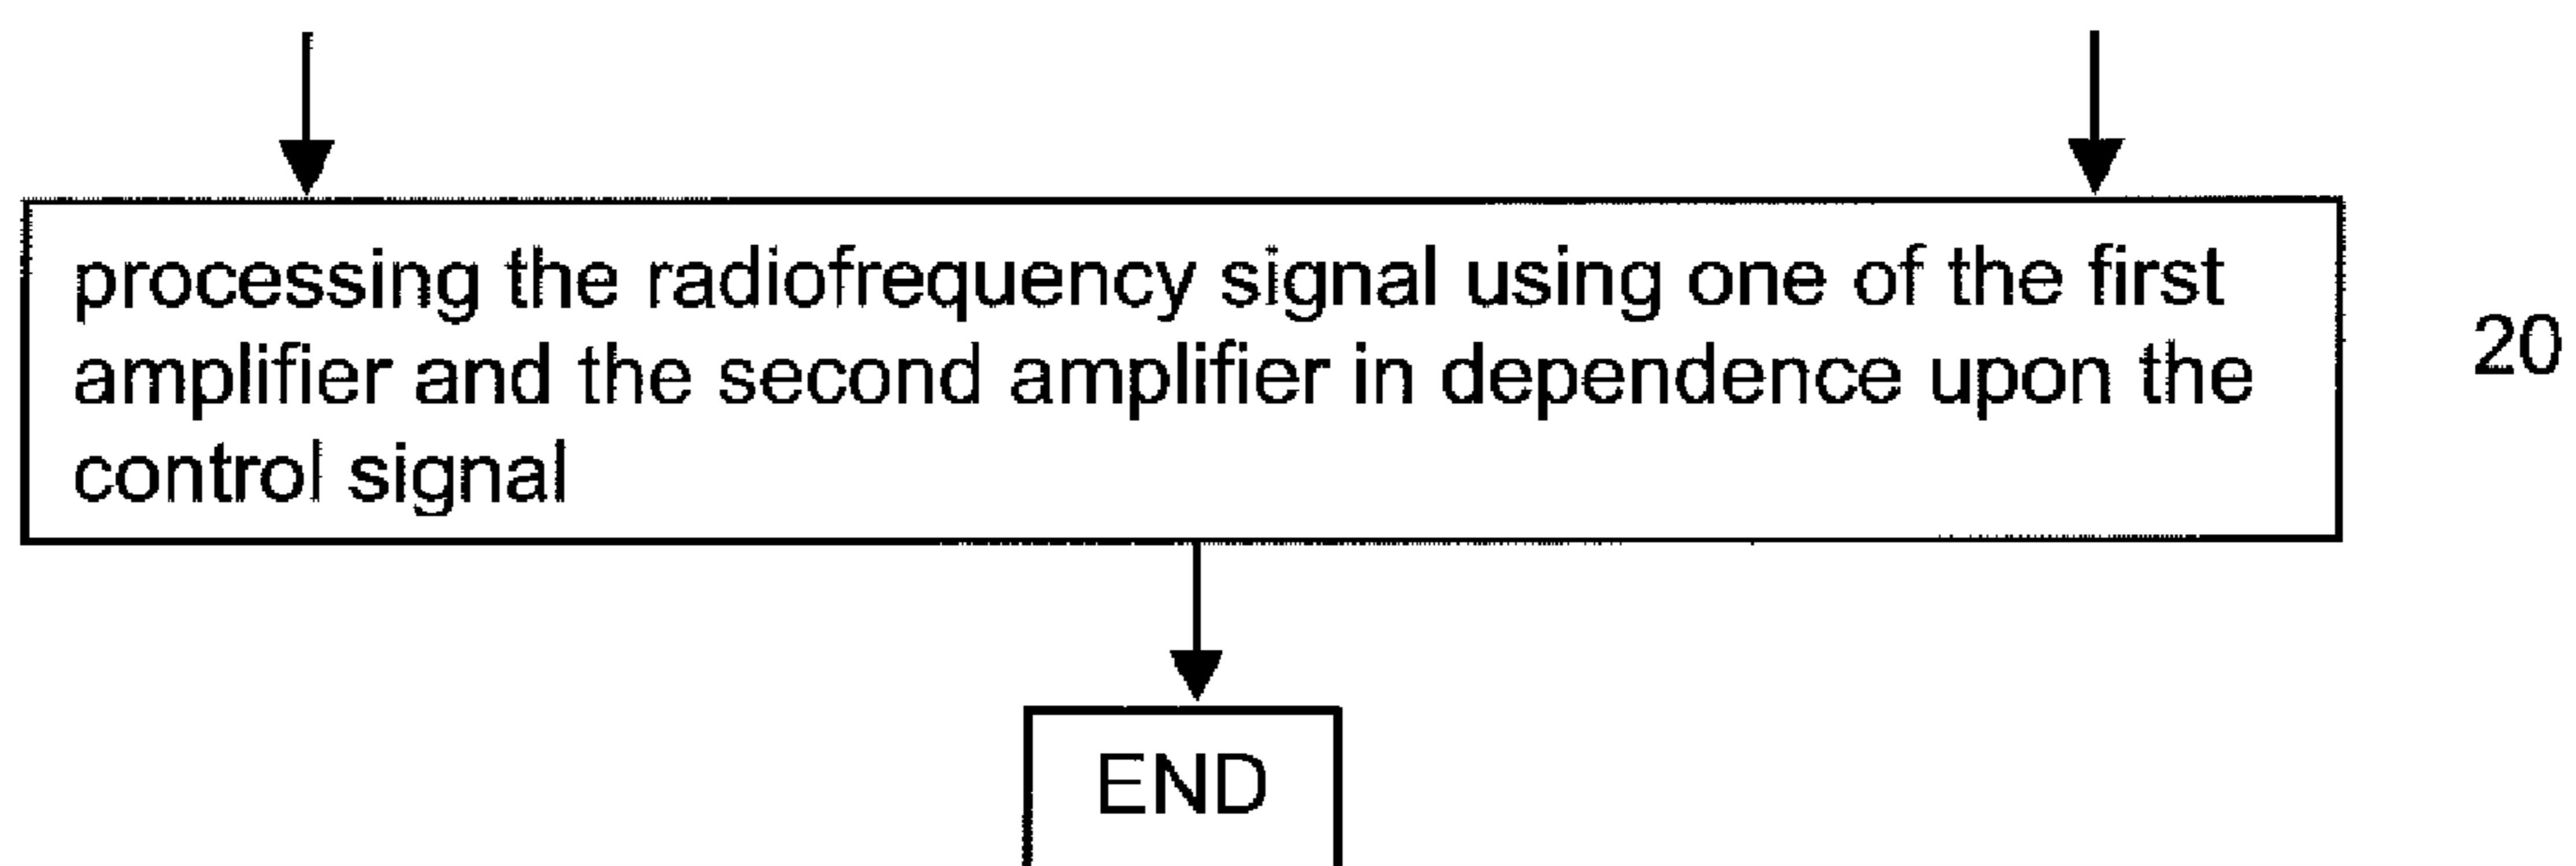 processing the radiofrequency signal using one of the first
amplifier and the second amplifier in dependence upon the
control signal
20
END